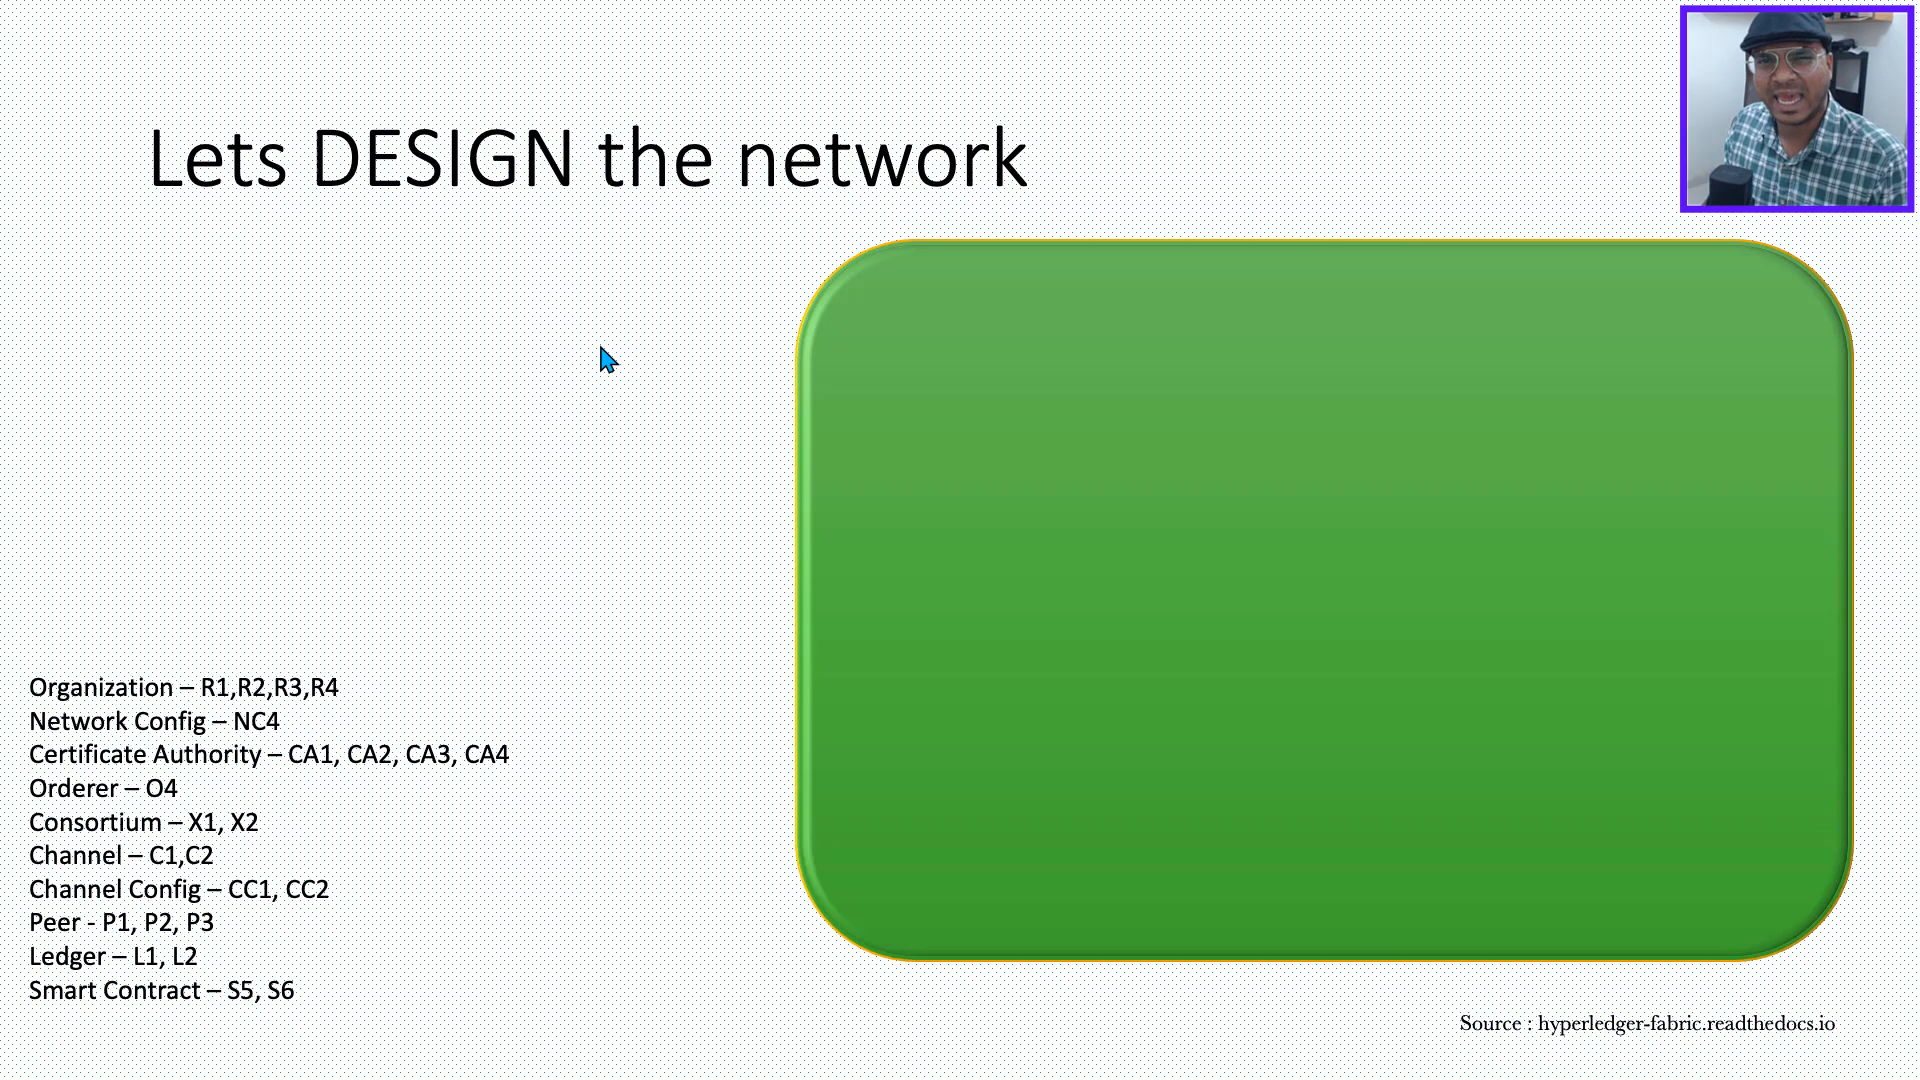 Lets DESIGN the network
Organization – R1,R2,R3,R4
Network Config – NC4
Certificate Authority – CA1, CA2, CA3, CA4
Orderer – O4
Consortium – X1, X2
Channel – C1,C2
Channel Config – CC1, CC2
Peer - P1, P2, P3
Ledger – L1, L2
Smart Contract – S5, S6
Source : hyperledger-fabric.readthedocs.io